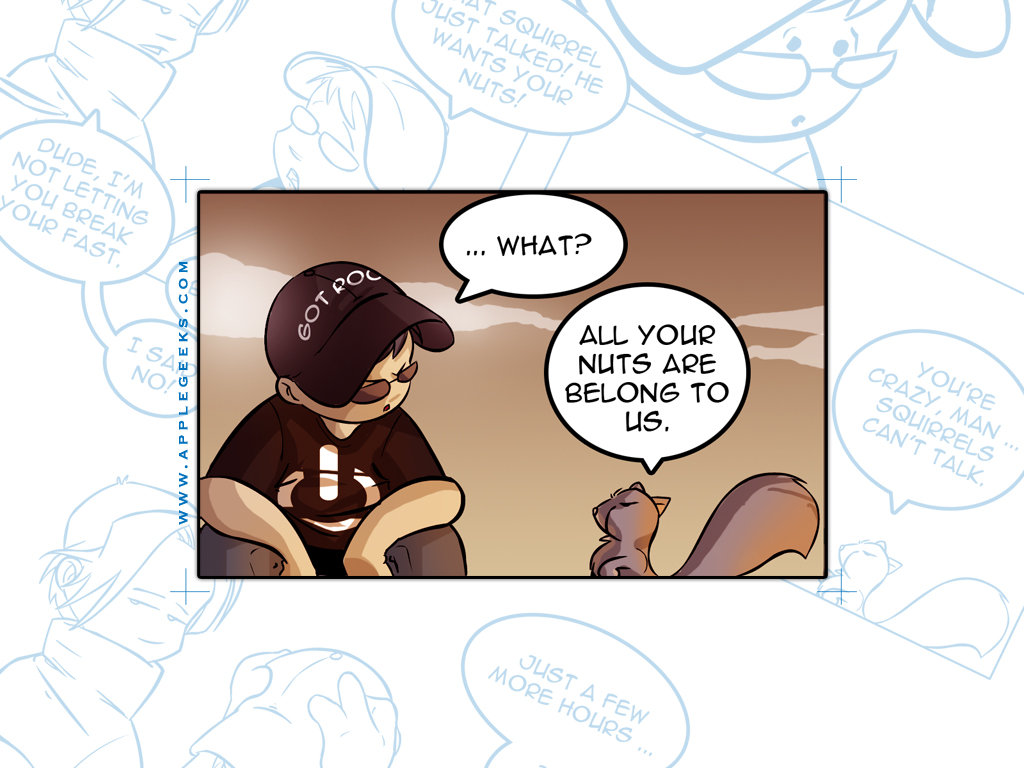 THAT SQUIRREL
JUST TALKED! HE
WANTS YOUR
NUTS!
DUDE, I'M
NOT LETTING
YOU BREAK
YOUR FAST.
I
NO!
WWW.APPLEGEEKS.COM
... WHAT?
GOT ROC
ALL YOUR
NUTS ARE
BELONG TO
US.
YOU'RE
CRAZY, MAN ...
SQUIRRELS
CAN'T TALK.
JUST A FEW
MORE HOURS ...